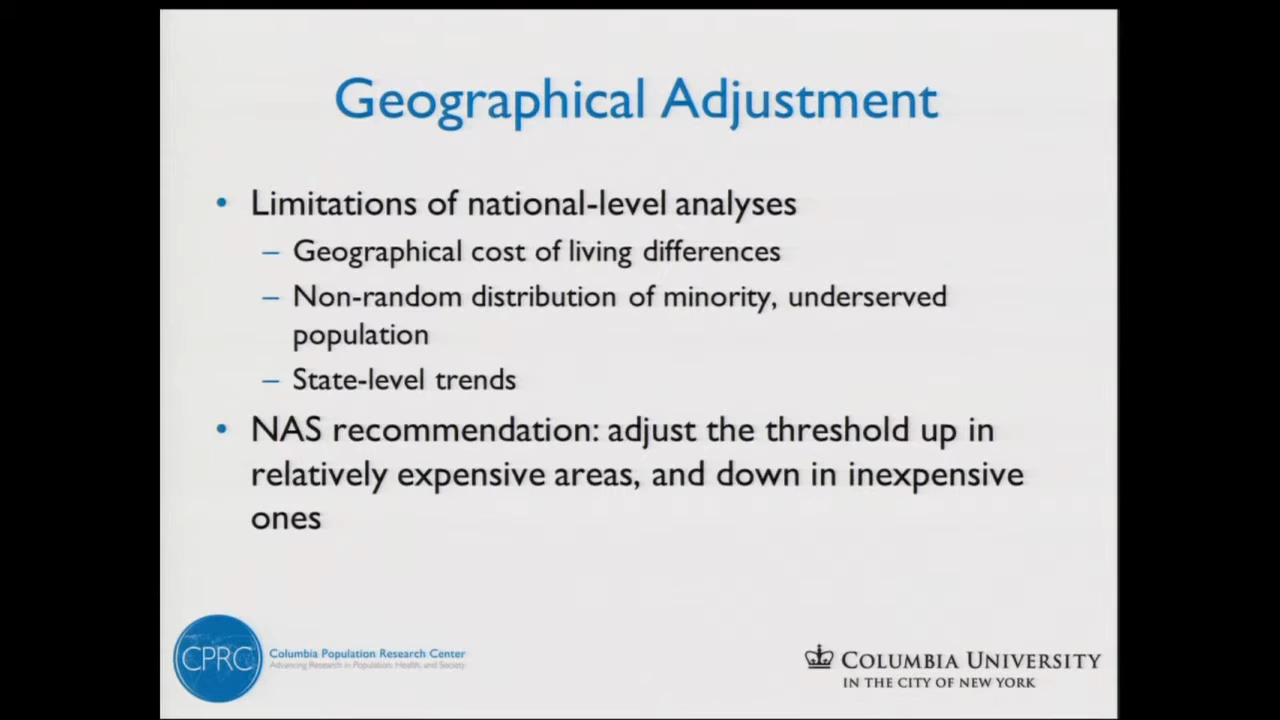 Geographical Adjustment
• Limitations of national-level analyses
– Geographical cost of living differences
– Non-random distribution of minority, underserved
population
– State-level trends
• NAS recommendation: adjust the threshold up in
relatively expensive areas, and down in inexpensive
ones
CPRC
Columbia Population Research Center
Advancing Research in Population, Health, and Society
COLUMBIA UNIVERSITY
IN THE CITY OF NEW YORK